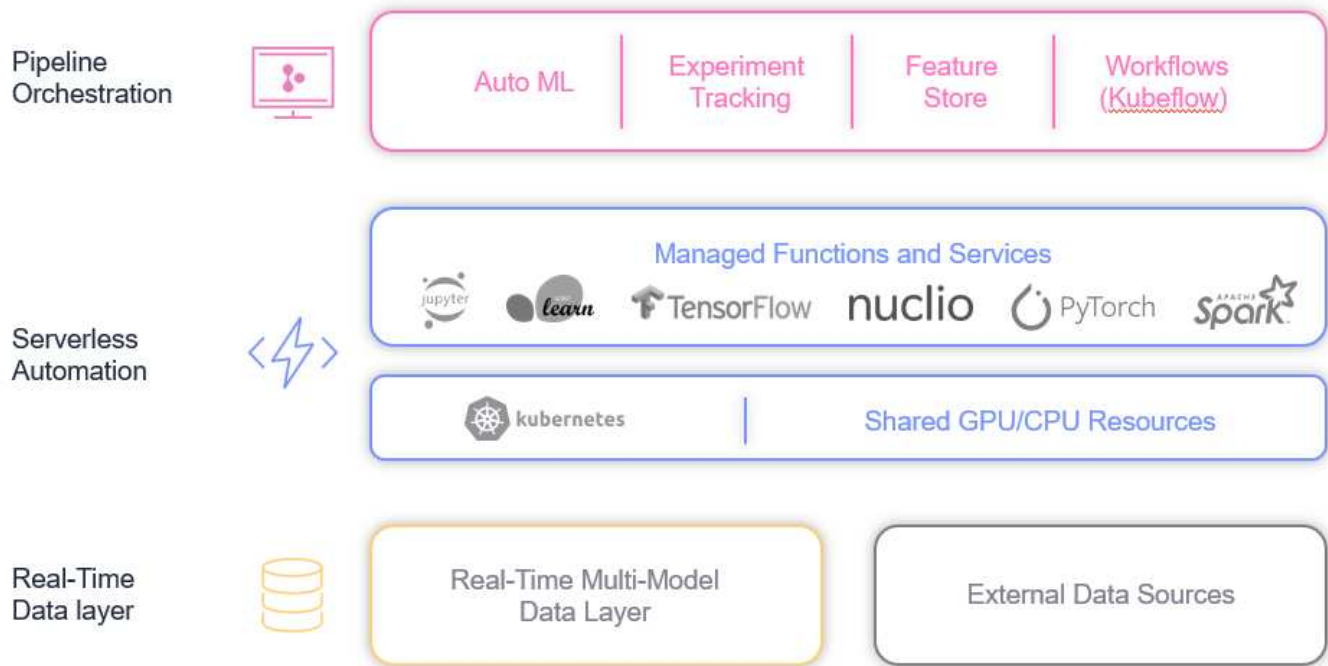 Pipeline
Orchestration
Auto ML
Experiment
Tracking
Feature
Store
Workflows
(Kubeflow)
Serverless
Automation
Managed Functions and Services
jupyter
learn
TensorFlow
nuclio
PyTorch
APACHE
Spark
kubernetes
Shared GPU/CPU Resources
Real-Time
Data layer
Real-Time Multi-Model
Data Layer
External Data Sources